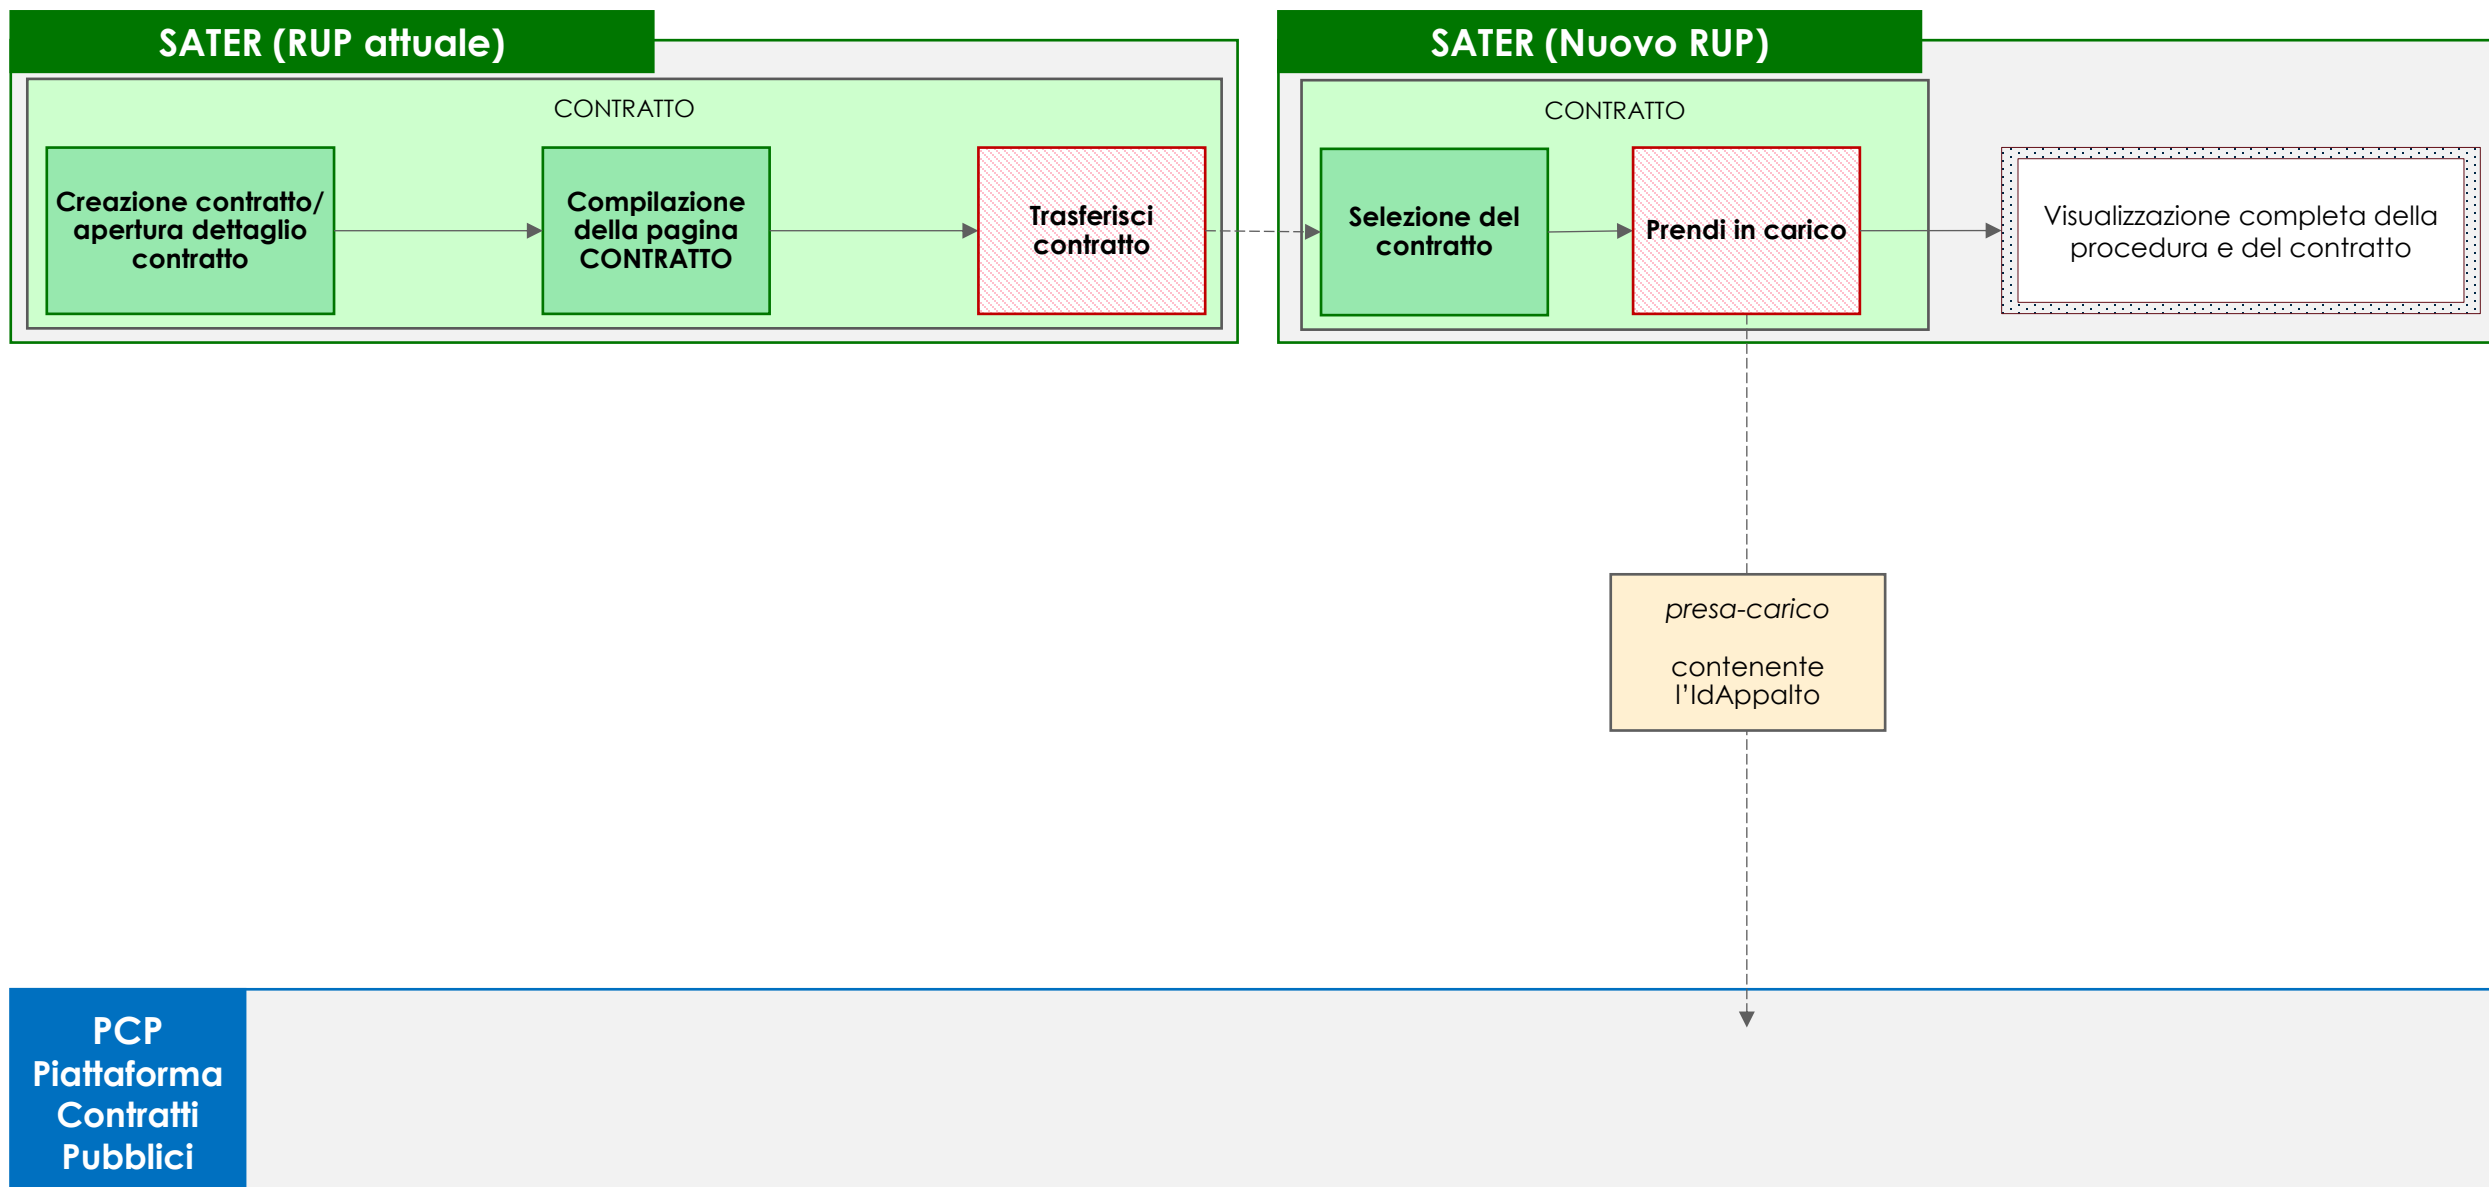 SATER (RUP attuale)
CONTRATTO
Creazione contratto/
apertura dettaglio
contratto
Compilazione
della pagina
CONTRATTO
Trasferisci
contratto
SATER (Nuovo RUP)
CONTRATTO
Selezione del
contratto
Prendi in carico
Visualizzazione completa della
procedura e del contratto
presa-carico
contenente
l’IdAppalto
PCP
Piattaforma
Contratti
Pubblici